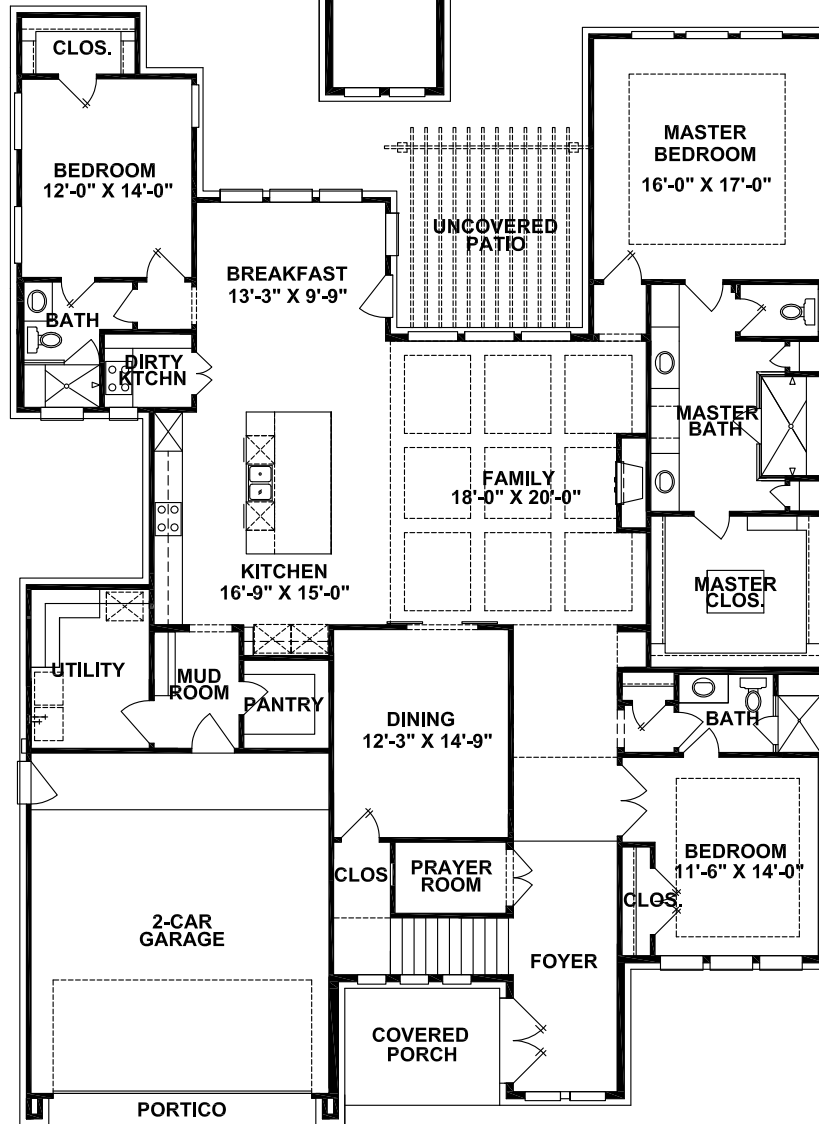 CLOS.
BEDROOM
12'-0" X 14'-0"
MASTER
BEDROOM
16'-0" X 17'-0"
UNCOVERED
PATIO
BREAKFAST
13'-3" X 9'-9"
BATH
DIRTY
KTCHN
MASTER
BATH
FAMILY
18'-0" X 20'-0"
KITCHEN
16'-9" X 15'-0"
MASTER
CLOS.
UTILITY
MUD
ROOM
PANTRY
DINING
12'-3" X 14'-9"
BATH
BEDROOM
11'-6" X 14'-0"
CLOS
PRAYER
ROOM
CLOS.
2-CAR
GARAGE
FOYER
COVERED
PORCH
PORTICO